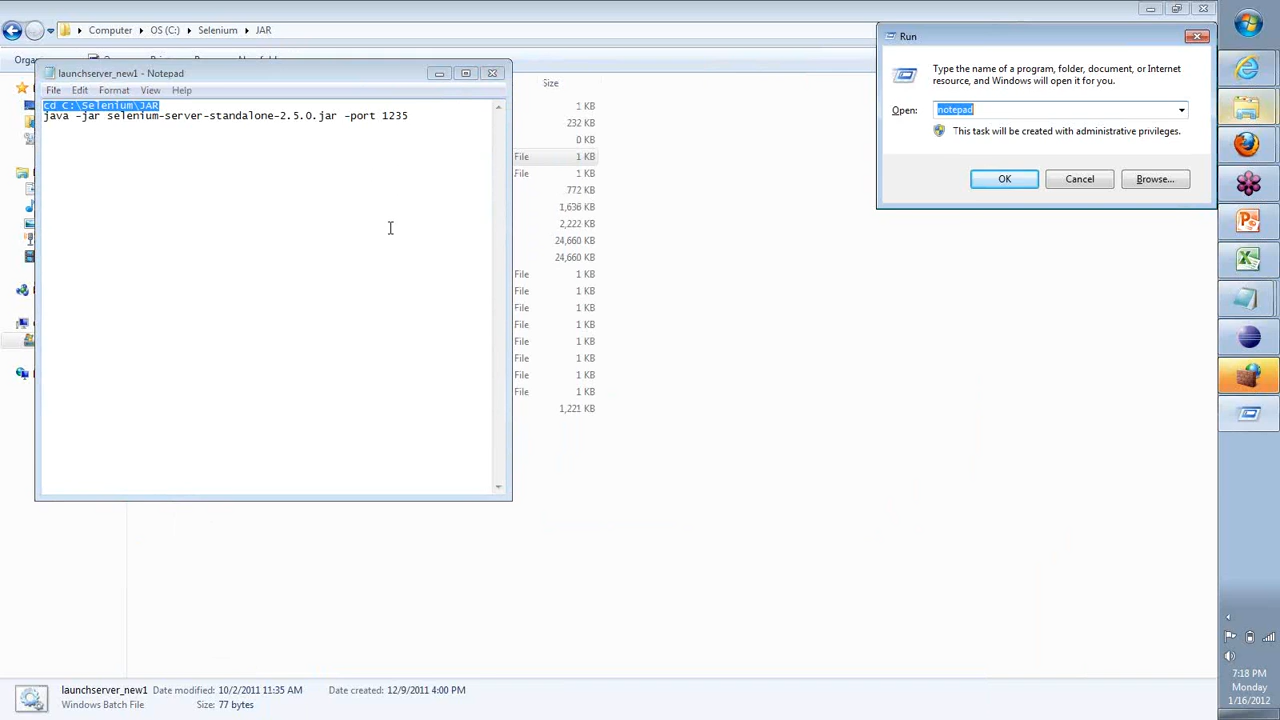 Computer ▸ OS (C:) ▸ Selenium ▸ JAR
launchserver_new1 - Notepad
File Edit Format View Help
cd C:\Selenium\JAR
java -jar selenium-server-standalone-2.5.0.jar -port 1235
Size
1 KB
232 KB
0 KB
File 1 KB
File 1 KB
772 KB
1,636 KB
2,222 KB
24,660 KB
24,660 KB
File 1 KB
File 1 KB
File 1 KB
File 1 KB
File 1 KB
File 1 KB
File 1 KB
File 1 KB
1,221 KB
Run
Type the name of a program, folder, document, or Internet
resource, and Windows will open it for you.
Open: notepad
This task will be created with administrative privileges.
OK Cancel Browse...
launchserver_new1 Date modified: 10/2/2011 11:35 AM Date created: 12/9/2011 4:00 PM
Windows Batch File Size: 77 bytes
7:18 PM
Monday
1/16/2012